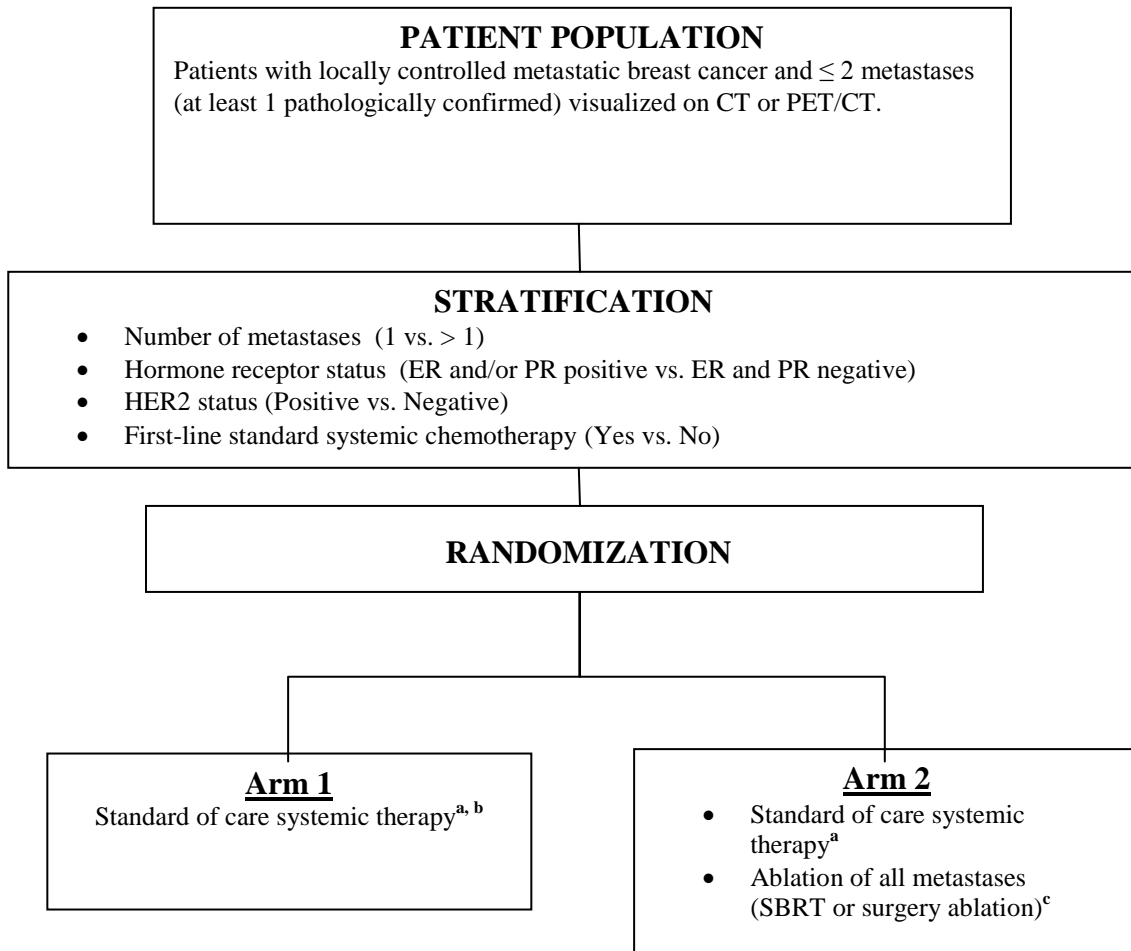 PATIENT POPULATION
Patients with locally controlled metastatic breast cancer and ≤ 2 metastases
(at least 1 pathologically confirmed) visualized on CT or PET/CT.
STRATIFICATION
• Number of metastases (1 vs. > 1)
• Hormone receptor status (ER and/or PR positive vs. ER and PR negative)
• HER2 status (Positive vs. Negative)
• First-line standard systemic chemotherapy (Yes vs. No)
RANDOMIZATION
Arm 1
Standard of care systemic therapy^a, b
Arm 2
• Standard of care systemic
therapy^a
• Ablation of all metastases
(SBRT or surgery ablation)^c